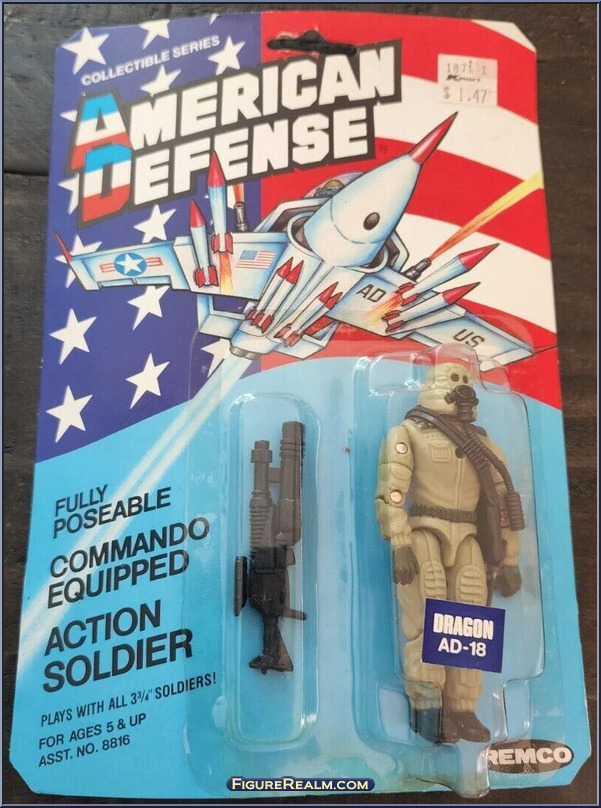 COLLECTIBLE SERIES
AMERICAN
DEFENSE
$ 1.47
AD
US
FULLY
POSEABLE
COMMANDO
EQUIPPED
ACTION
SOLDIER
PLAYS WITH ALL 3¾" SOLDIERS!
FOR AGES 5 & UP
ASST. NO. 8816
DRAGON
AD-18
REMCO
FIGUREREALM.COM